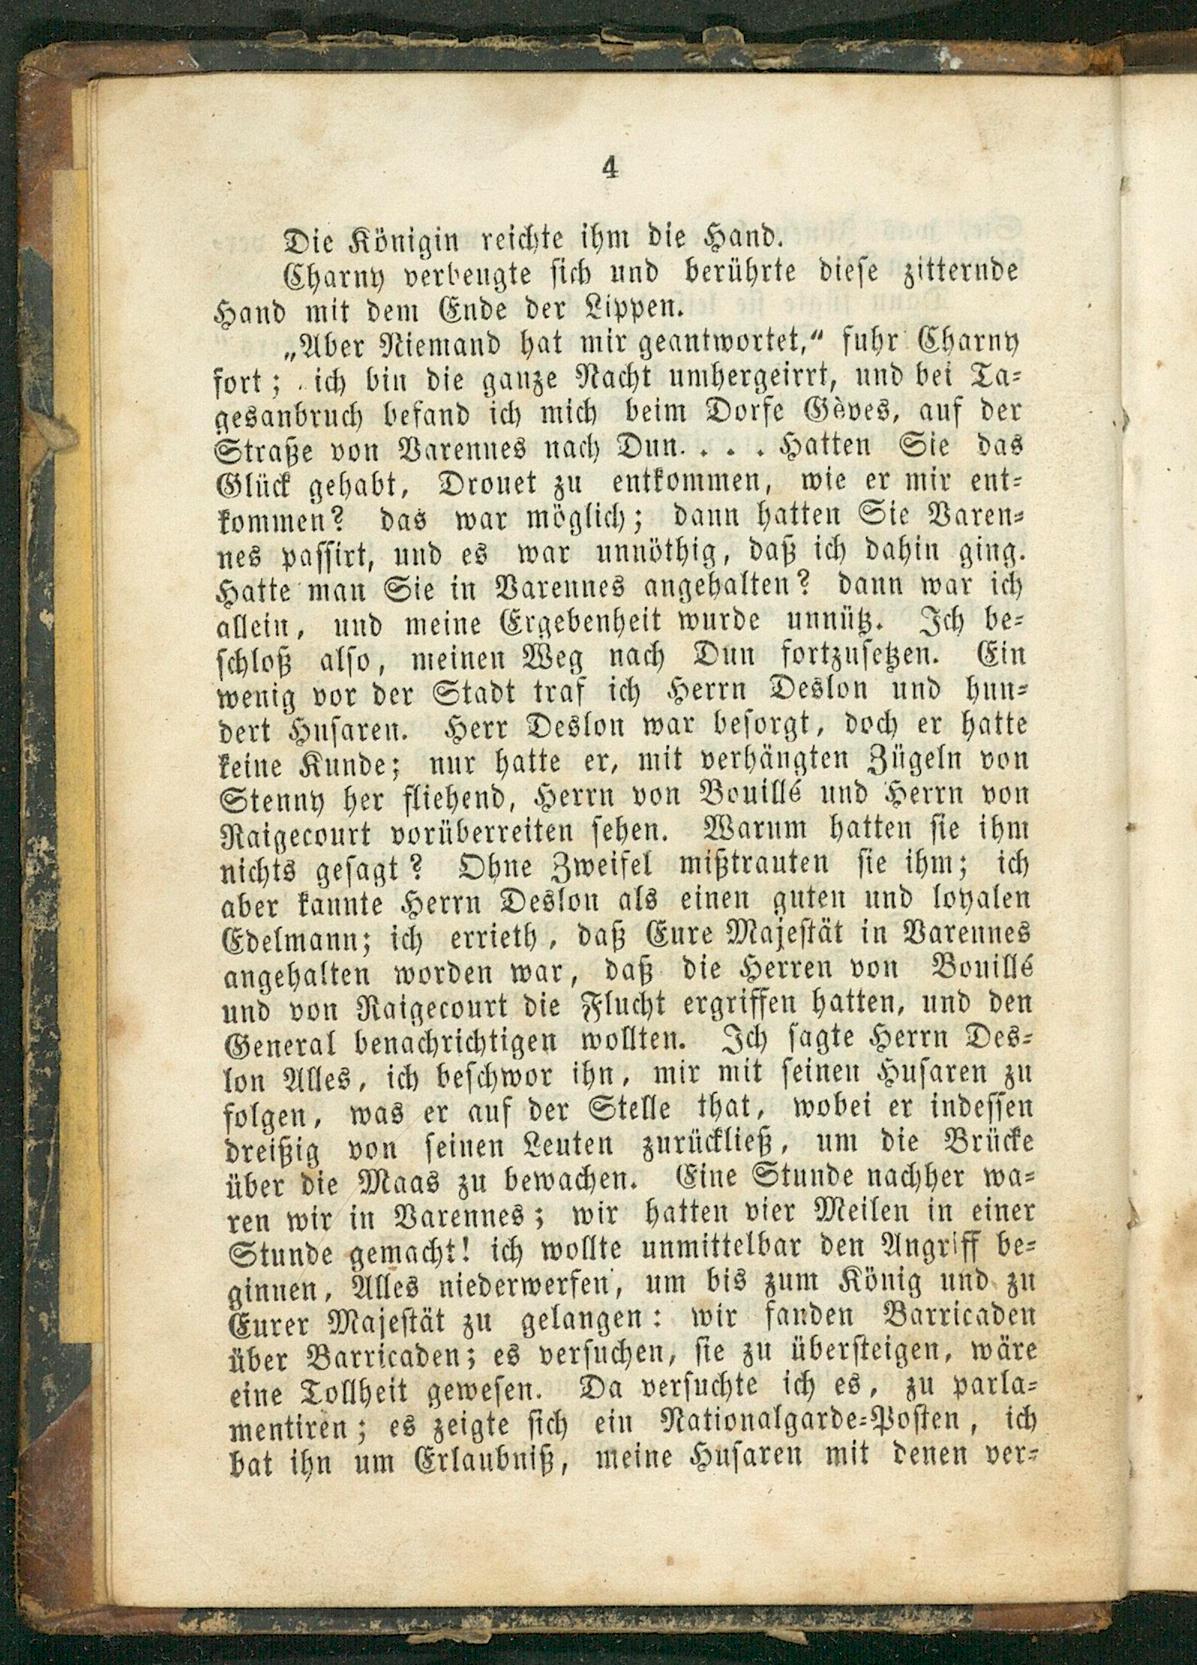 4
Die Königin reichte ihm die Hand.
Charny verbeugte sich und berührte diese zitternde
Hand mit dem Ende der Lippen.
„Aber Niemand hat mir geantwortet,“ fuhr Charny
fort; ich bin die ganze Nacht umhergeirrt, und bei Ta-
gesanbruch befand ich mich beim Dorfe Gèves, auf der
Straße von Varennes nach Dun. . . . Hatten Sie das
Glück gehabt, Drouet zu entkommen, wie er mir ent-
kommen? das war möglich; dann hatten Sie Varen-
nes passirt, und es war unnöthig, daß ich dahin ging.
Hatte man Sie in Varennes angehalten? dann war ich
allein, und meine Ergebenheit wurde unnütz. Ich be-
schloß also, meinen Weg nach Dun fortzusetzen. Ein
wenig vor der Stadt traf ich Herrn Deslon und hun-
dert Husaren. Herr Deslon war besorgt, doch er hatte
keine Kunde; nur hatte er, mit verhängten Zügeln von
Stenny her fliehend, Herrn von Bouillé und Herrn von
Raigecourt vorüberreiten sehen. Warum hatten sie ihm
nichts gesagt? Ohne Zweifel mißtrauten sie ihm; ich
aber kannte Herrn Deslon als einen guten und loyalen
Edelmann; ich errieth, daß Eure Majestät in Varennes
angehalten worden war, daß die Herren von Bouillé
und von Raigecourt die Flucht ergriffen hatten, und den
General benachrichtigen wollten. Ich sagte Herrn Des-
lon Alles, ich beschwor ihn, mir mit seinen Husaren zu
folgen, was er auf der Stelle that, wobei er indessen
dreißig von seinen Leuten zurückließ, um die Brücke
über die Maas zu bewachen. Eine Stunde nachher wa-
ren wir in Varennes; wir hatten vier Meilen in einer
Stunde gemacht! ich wollte unmittelbar den Angriff be-
ginnen, Alles niederwerfen, um bis zum König und zu
Eurer Majestät zu gelangen: wir fanden Barricaden
über Barricaden; es versuchen, sie zu übersteigen, wäre
eine Tollheit gewesen. Da versuchte ich es, zu parla-
mentiren; es zeigte sich ein Nationalgarde-Posten, ich
bat ihn um Erlaubniß, meine Husaren mit denen ver-